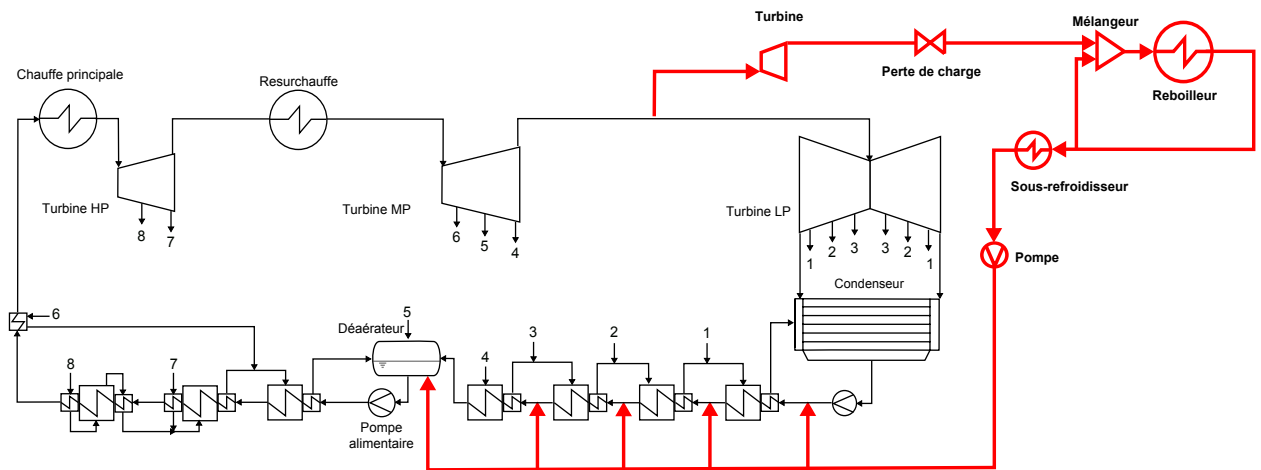 Turbine
Mélangeur
Perte de charge
Reboilleur
Chauffe principale
Resurchauffe
Sous-refroidisseur
Turbine HP
Turbine MP
Turbine LP
8
7
6
5
4
1
2
3
3
2
1
Pompe
Condenseur
6
Déaérateur
5
3
2
1
8
7
4
Pompe
alimentaire